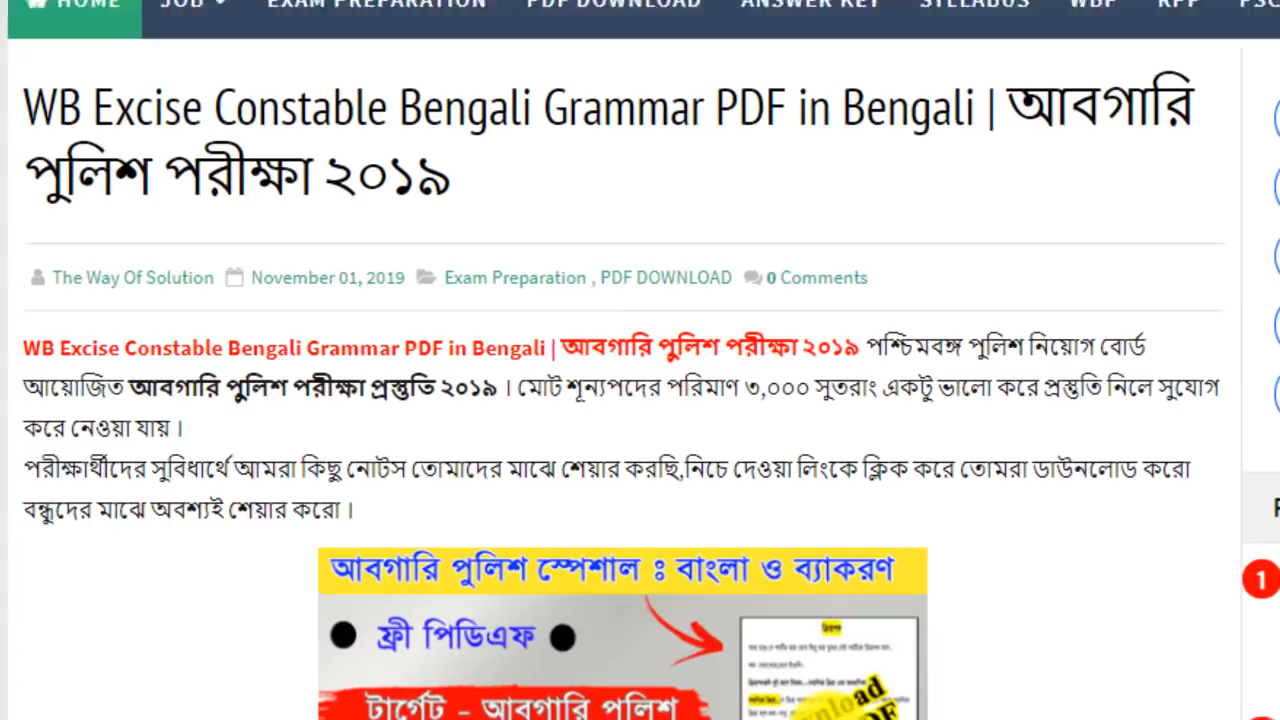 HOME JOB EXAM PREPARATION PDF DOWNLOAD ANSWER KEY SYLLABUS WBP RPF PSC
WB Excise Constable Bengali Grammar PDF in Bengali | আবগারি
পুলিশ পরীক্ষা ২০১৯
The Way Of Solution November 01, 2019 Exam Preparation , PDF DOWNLOAD 0 Comments
WB Excise Constable Bengali Grammar PDF in Bengali | আবগারি পুলিশ পরীক্ষা ২০১৯ পশ্চিমবঙ্গ পুলিশ নিয়োগ বোর্ড
আয়োজিত আবগারি পুলিশ পরীক্ষা প্রস্তুতি ২০১৯ । মোট শূন্যপদের পরিমাণ ৩,০০০ সুতরাং একটু ভালো করে প্রস্তুতি নিলে সুযোগ
করে নেওয়া যায় ।
পরীক্ষার্থীদের সুবিধার্থে আমরা কিছু নোটস তোমাদের মাঝে শেয়ার করছি,নিচে দেওয়া লিংকে ক্লিক করে তোমরা ডাউনলোড করো
বন্ধুদের মাঝে অবশ্যই শেয়ার করো ।
আবগারি পুলিশ স্পেশাল ঃ বাংলা ও ব্যাকরণ
● ফ্রী পিডিএফ ●
টার্গেট - আবগারি পুলিশ
1